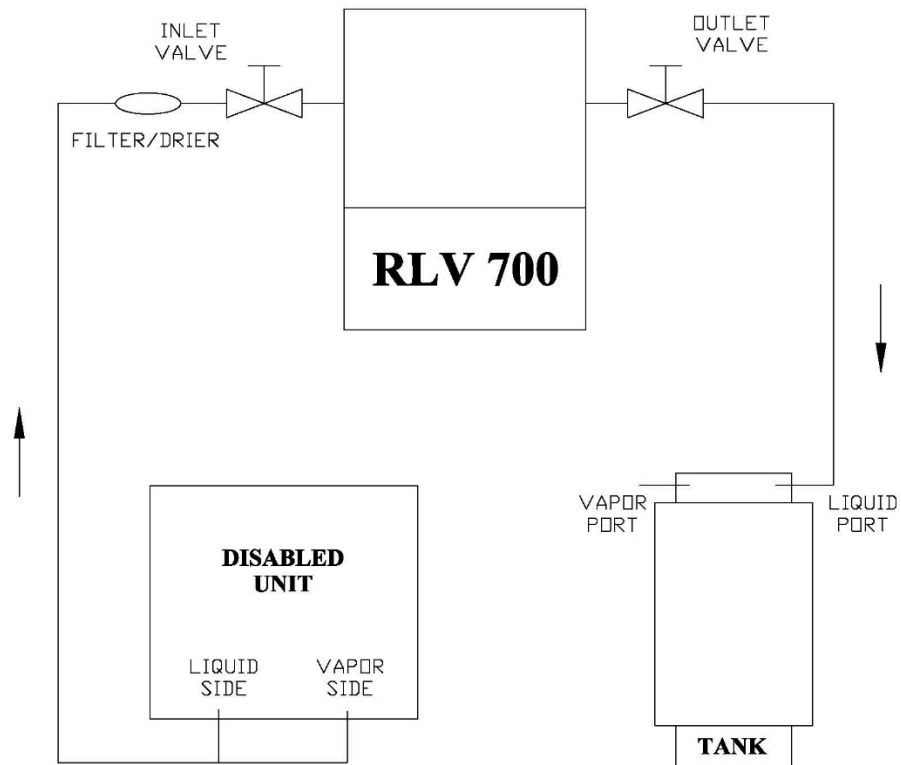 INLET
VALVE
OUTLET
VALVE
FILTER/DRIER
RLV 700
VAPOR
PORT
LIQUID
PORT
DISABLED
UNIT
LIQUID
SIDE
VAPOR
SIDE
TANK